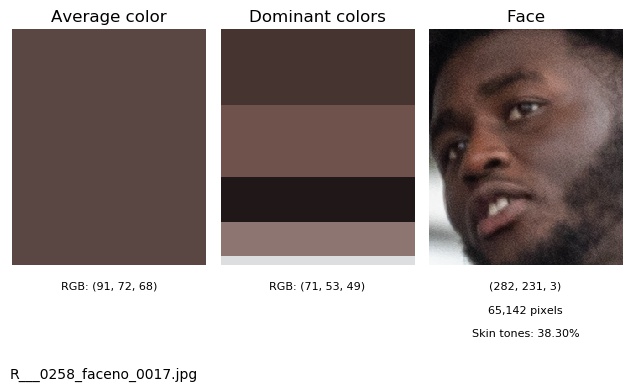 Average color
Dominant colors
Face
RGB: (91, 72, 68)
RGB: (71, 53, 49)
(282, 231, 3)
65,142 pixels
Skin tones: 38.30%
R___0258_faceno_0017.jpg